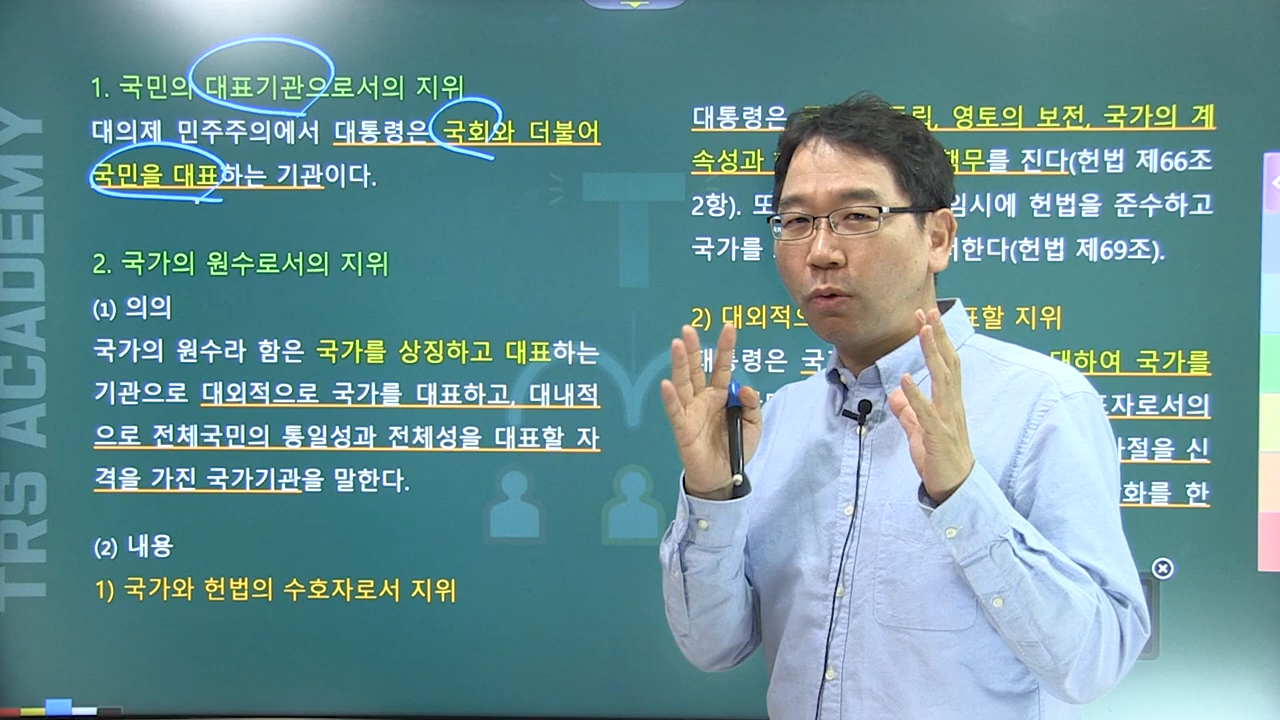 TRS ACADEMY
1. 국민의 대표기관으로서의 지위
대의제 민주주의에서 대통령은 국회와 더불어
국민을 대표하는 기관이다.
2. 국가의 원수로서의 지위
(1) 의의
국가의 원수라 함은 국가를 상징하고 대표하는
기관으로 대외적으로 국가를 대표하고, 대내적
으로 전체국민의 통일성과 전체성을 대표할 자
격을 가진 국가기관을 말한다.
(2) 내용
1) 국가와 헌법의 수호자로서 지위
대통령은 영토의 보전, 국가의 계
속성과 책무를 진다(헌법 제66조
2항). 임시에 헌법을 준수하고
국가를 (헌법 제69조).
2) 대외적으 표할 지위
대통령은 대하여 국가를
표자로서의
사절을 신
한